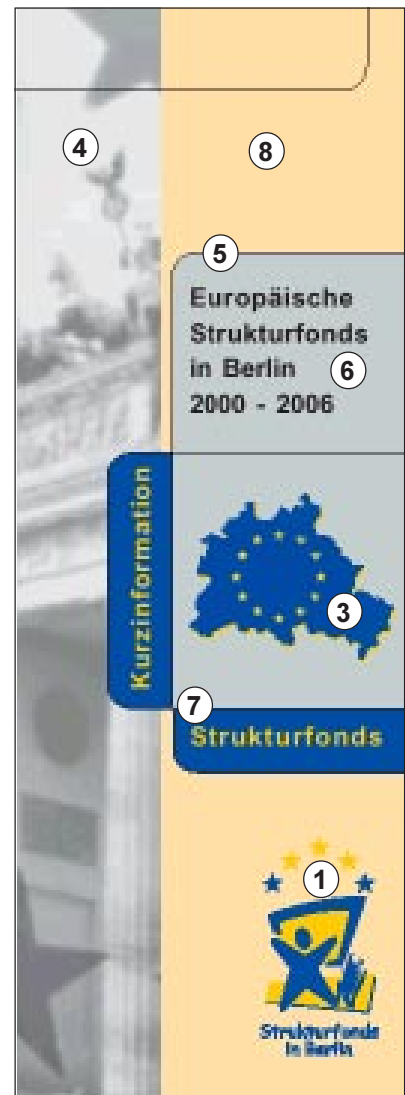 4
8
5
Europäische
Strukturfonds
in Berlin
6
2000 - 2006
Kurzinformation
3
7
Strukturfonds
1
Strukturfonds
in Berlin